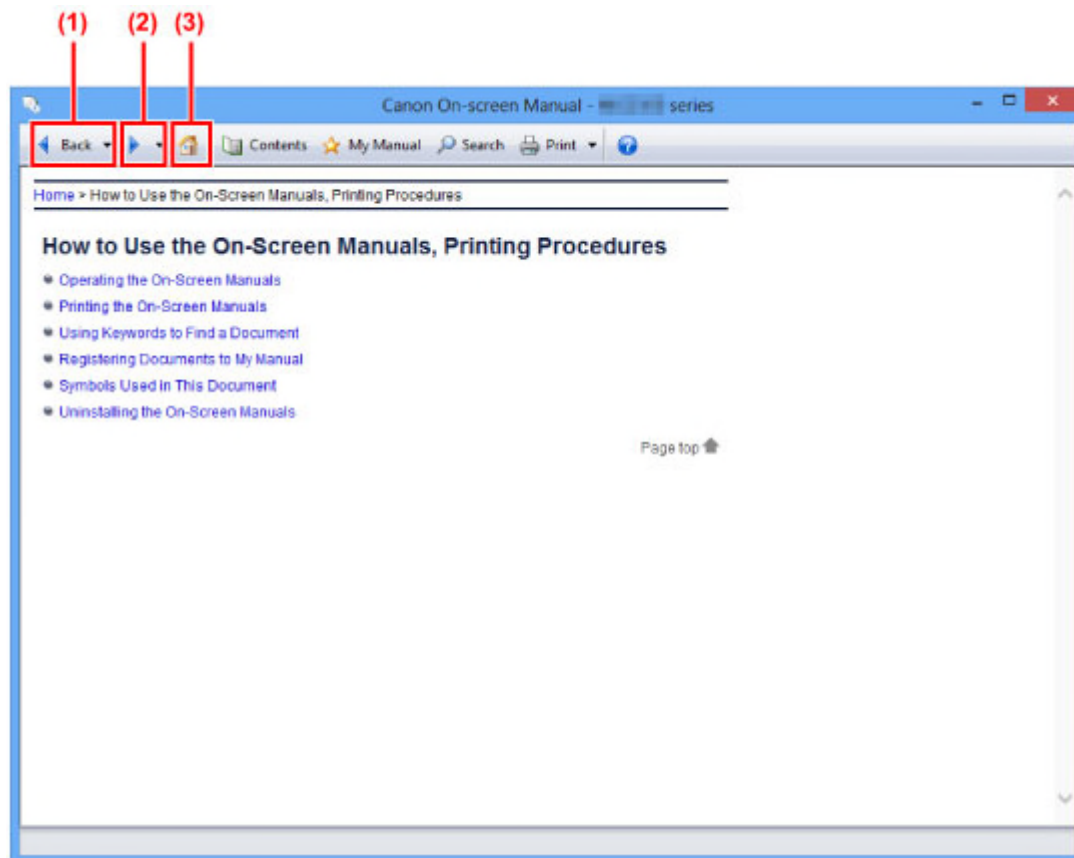 (1) (2) (3)
Canon On-screen Manual - series
Back Contents My Manual Search Print
Home > How to Use the On-Screen Manuals, Printing Procedures
How to Use the On-Screen Manuals, Printing Procedures
Operating the On-Screen Manuals
Printing the On-Screen Manuals
Using Keywords to Find a Document
Registering Documents to My Manual
Symbols Used in This Document
Uninstalling the On-Screen Manuals
Page top